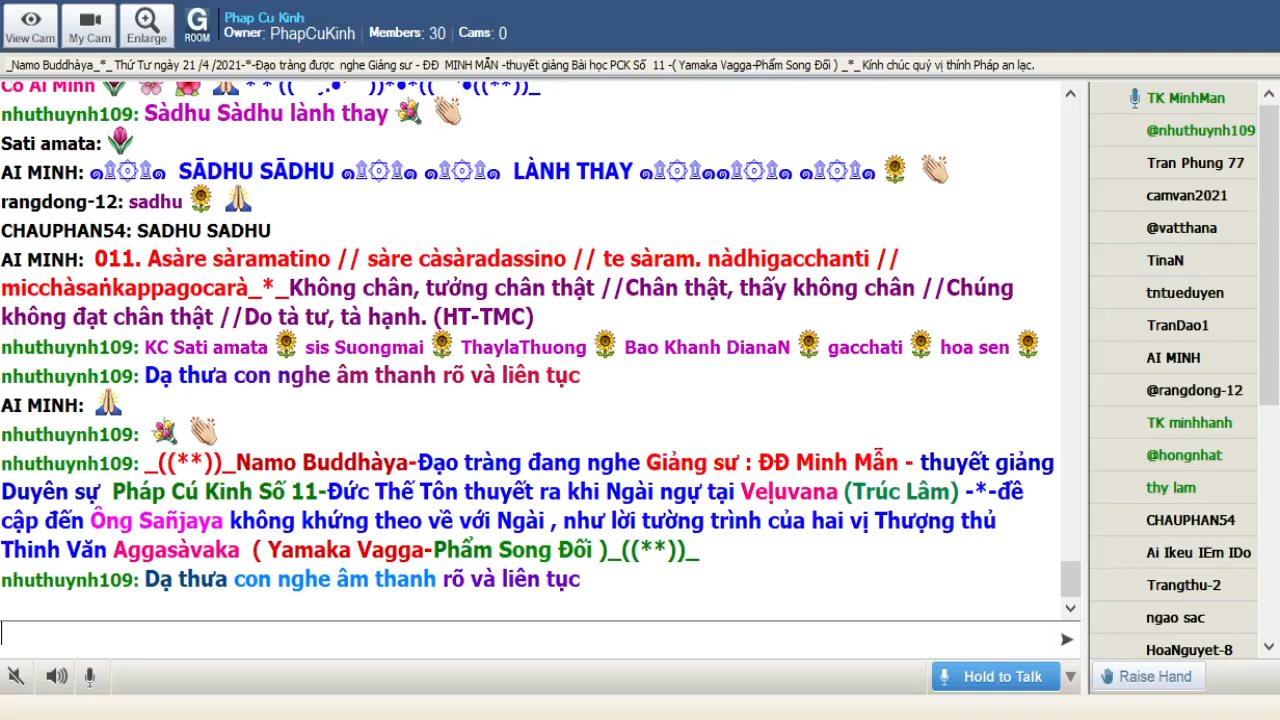 View Cam
My Cam
Enlarge
G
ROOM
Phap Cu Kinh
Owner: PhapCuKinh
Members: 30
Cams: 0
_Namo Buddhàya_*_ Thứ Tư ngày 21 /4 /2021-*-Đạo tràng được nghe Giảng sư - ĐĐ MINH MẪN -thuyết giảng Bài học PCK Số 11 -( Yamaka Vagga-Phẩm Song Đối ) _*_ Kính chúc quý vị thính Pháp an lạc.
nhuthuynh109: Sàdhu Sàdhu lành thay
Sati amata:
AI MINH: SĀDHU SĀDHU LÀNH THAY
rangdong-12: sadhu
CHAUPHAN54: SADHU SADHU
AI MINH: 011. Asàre sàramatino // sàre càsàradassino // te sàram. nàdhigacchanti //
micchàsaṅkappagocarà_*_Không chân, tưởng chân thật //Chân thật, thấy không chân //Chúng
không đạt chân thật //Do tà tư, tà hạnh. (HT-TMC)
nhuthuynh109: KC Sati amata sis Suongmai ThaylaThuong Bao Khanh DianaN gacchati hoa sen
nhuthuynh109: Dạ thưa con nghe âm thanh rõ và liên tục
AI MINH:
nhuthuynh109:
nhuthuynh109: _((**))_Namo Buddhàya-Đạo tràng đang nghe Giảng sư : ĐĐ Minh Mẫn - thuyết giảng
Duyên sự Pháp Cú Kinh Số 11-Đức Thế Tôn thuyết ra khi Ngài ngự tại Veḷuvana (Trúc Lâm) -*-đề
cập đến Ông Sañjaya không khứng theo về với Ngài , như lời tường trình của hai vị Thượng thủ
Thinh Văn Aggasàvaka ( Yamaka Vagga-Phẩm Song Đối )_((**))_
nhuthuynh109: Dạ thưa con nghe âm thanh rõ và liên tục
Hold to Talk
TK MinhMan
@nhuthuynh109
Tran Phung 77
camvan2021
@vatthana
TinaN
tntueduyen
TranDao1
AI MINH
@rangdong-12
TK minhhanh
@hongnhat
thy lam
CHAUPHAN54
Ai Ikeu IEm IDo
Trangthu-2
ngao sac
HoaNguyet-8
Raise Hand